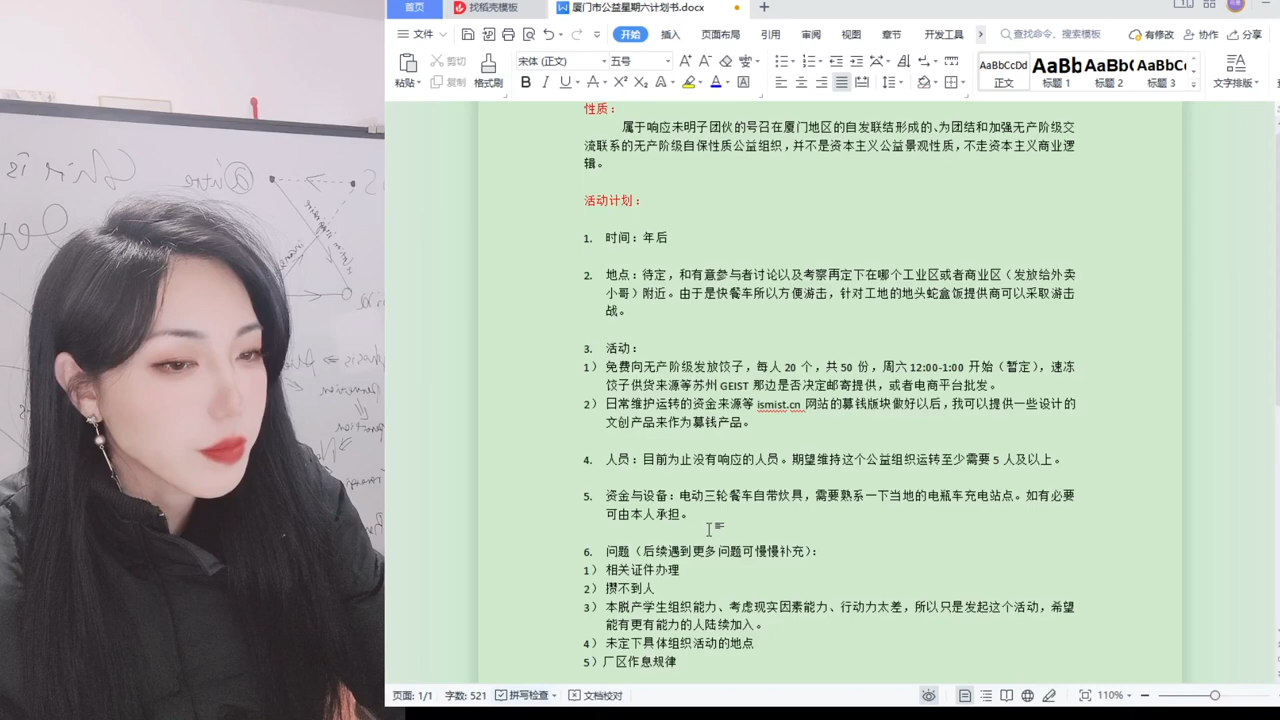 首页
找稻壳模板
厦门市公益星期六计划书.docx
文件
开始
插入
页面布局
引用
审阅
视图
章节
开发工具
查找命令、搜索模板
有修改
协作
分享
粘贴
剪切
复制
格式刷
宋体 (正文)
五号
AaBbCcDd
正文
AaBb
标题 1
AaBb(
标题 2
AaBbC(
标题 3
文字排版
性质：
属于响应未明子团伙的号召在厦门地区的自发联结形成的、为团结和加强无产阶级交
流联系的无产阶级自保性质公益组织，并不是资本主义公益景观性质，不走资本主义商业逻
辑。
活动计划：
1. 时间：年后
2. 地点：待定，和有意参与者讨论以及考察再定下在哪个工业区或者商业区（发放给外卖
小哥）附近。由于是快餐车所以方便游击，针对工地的地头蛇盒饭提供商可以采取游击
战。
3. 活动：
1） 免费向无产阶级发放饺子，每人 20 个，共 50 份，周六 12:00-1:00 开始（暂定），速冻
饺子供货来源等苏州 GEIST 那边是否决定邮寄提供，或者电商平台批发。
2） 日常维护运转的资金来源等 ismist.cn 网站的募钱版块做好以后，我可以提供一些设计的
文创产品来作为募钱产品。
4. 人员：目前为止没有响应的人员。期望维持这个公益组织运转至少需要 5 人及以上。
5. 资金与设备：电动三轮餐车自带炊具，需要熟系一下当地的电瓶车充电站点。如有必要
可由本人承担。
6. 问题（后续遇到更多问题可慢慢补充）：
1） 相关证件办理
2） 攒不到人
3） 本脱产学生组织能力、考虑现实因素能力、行动力太差，所以只是发起这个活动，希望
能有更有能力的人陆续加入。
4） 未定下具体组织活动的地点
5）厂区作息规律
页面: 1/1
字数: 521
拼写检查
文档校对
110%